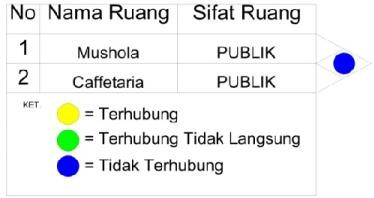 No Nama Ruang Sifat Ruang
1 Mushola PUBLIK
2 Caffetaria PUBLIK
KET.
= Terhubung
= Terhubung Tidak Langsung
= Tidak Terhubung